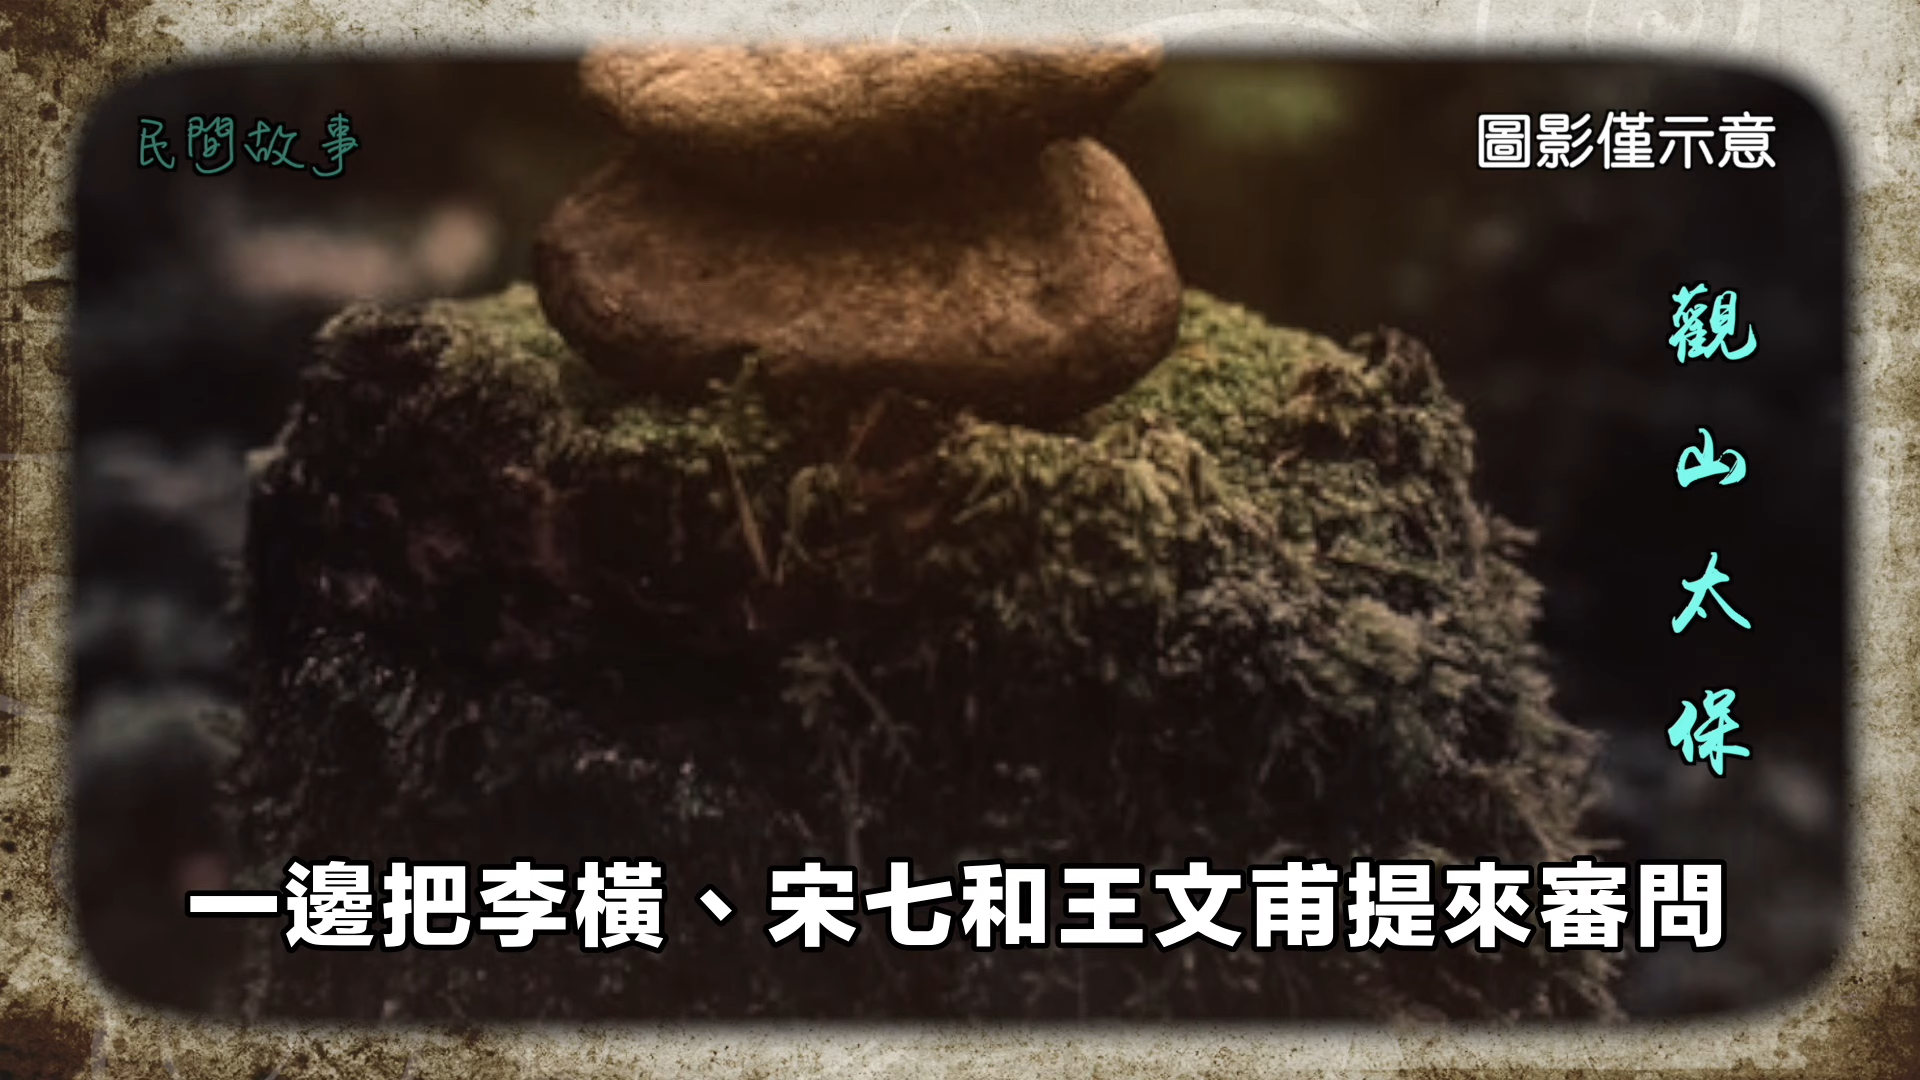 民間故事
圖影僅示意
觀山太保
一邊把李橫、宋七和王文甫提來審問